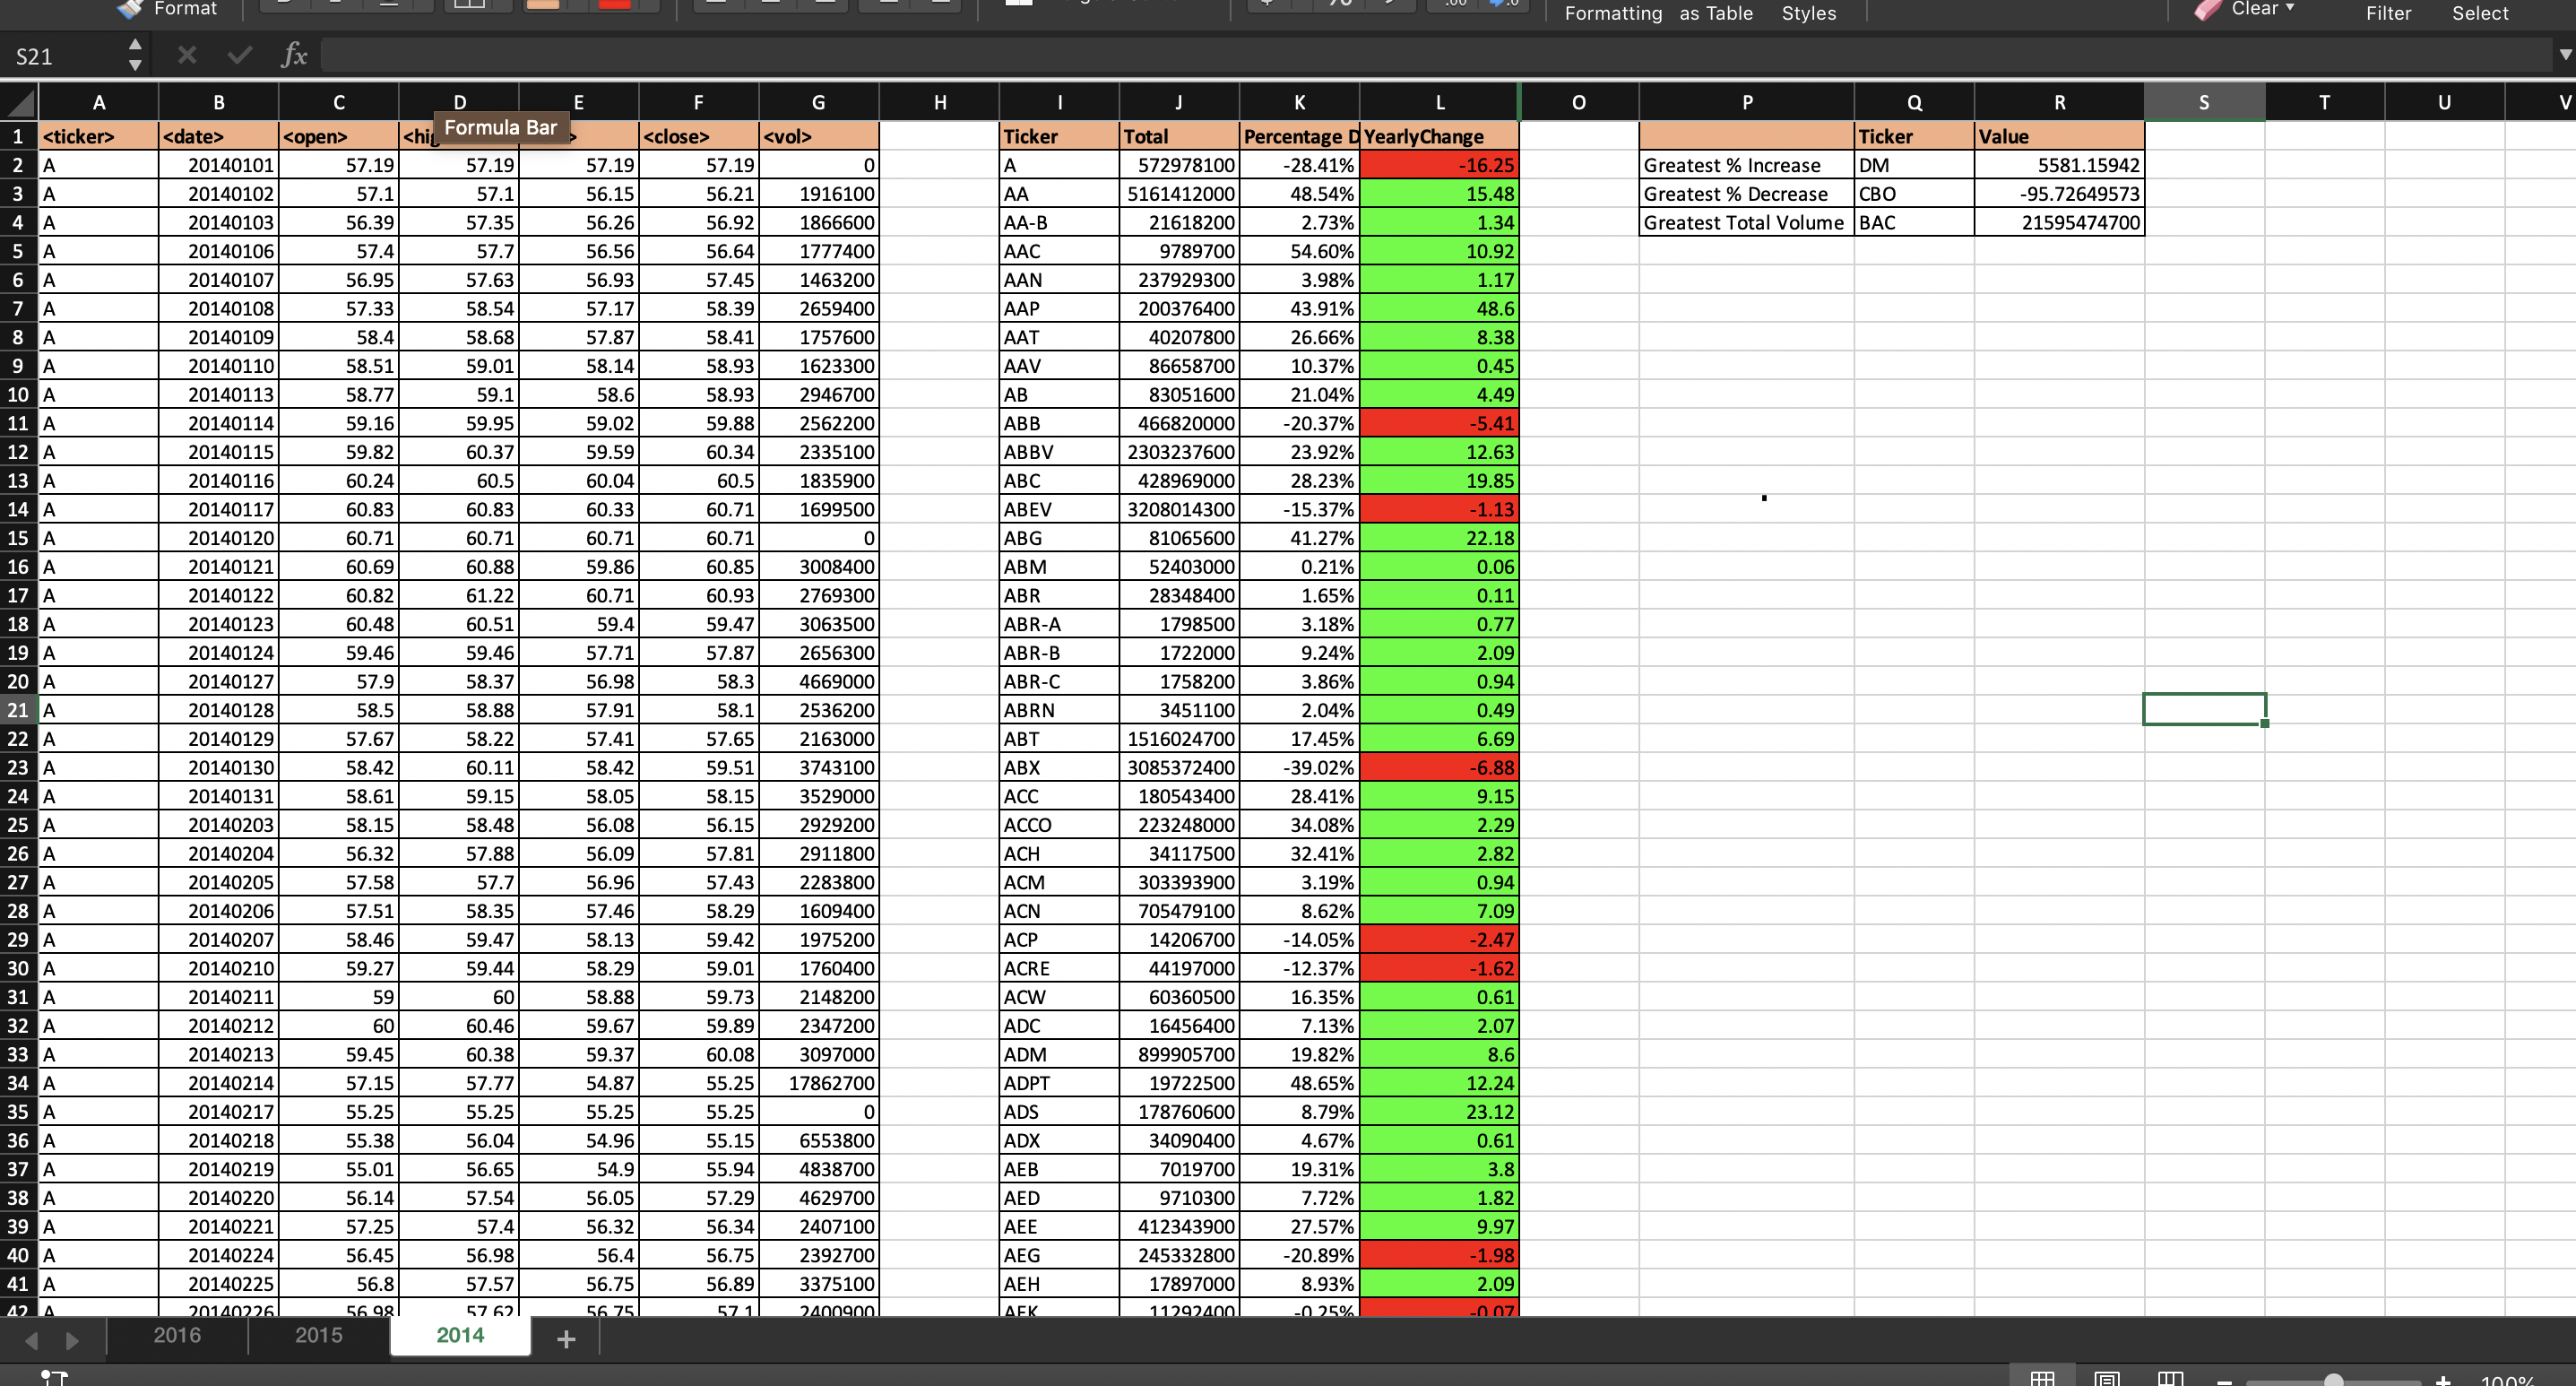 Format Formatting as Table Styles Clear Filter Select
S21 fx
A B C D E F G H I J K L O P Q R S T U V
Formula Bar
1 <ticker> <date> <open> <hig > <close> <vol> Ticker Total Percentage D YearlyChange Ticker Value
2 A 20140101 57.19 57.19 57.19 57.19 0 A 572978100 -28.41% -16.25 Greatest % Increase DM 5581.15942
3 A 20140102 57.1 57.1 56.15 56.21 1916100 AA 5161412000 48.54% 15.48 Greatest % Decrease CBO -95.72649573
4 A 20140103 56.39 57.35 56.26 56.92 1866600 AA-B 21618200 2.73% 1.34 Greatest Total Volume BAC 21595474700
5 A 20140106 57.4 57.7 56.56 56.64 1777400 AAC 9789700 54.60% 10.92
6 A 20140107 56.95 57.63 56.93 57.45 1463200 AAN 237929300 3.98% 1.17
7 A 20140108 57.33 58.54 57.17 58.39 2659400 AAP 200376400 43.91% 48.6
8 A 20140109 58.4 58.68 57.87 58.41 1757600 AAT 40207800 26.66% 8.38
9 A 20140110 58.51 59.01 58.14 58.93 1623300 AAV 86658700 10.37% 0.45
10 A 20140113 58.77 59.1 58.6 58.93 2946700 AB 83051600 21.04% 4.49
11 A 20140114 59.16 59.95 59.02 59.88 2562200 ABB 466820000 -20.37% -5.41
12 A 20140115 59.82 60.37 59.59 60.34 2335100 ABBV 2303237600 23.92% 12.63
13 A 20140116 60.24 60.5 60.04 60.5 1835900 ABC 428969000 28.23% 19.85
14 A 20140117 60.83 60.83 60.33 60.71 1699500 ABEV 3208014300 -15.37% -1.13
15 A 20140120 60.71 60.71 60.71 60.71 0 ABG 81065600 41.27% 22.18
16 A 20140121 60.69 60.88 59.86 60.85 3008400 ABM 52403000 0.21% 0.06
17 A 20140122 60.82 61.22 60.71 60.93 2769300 ABR 28348400 1.65% 0.11
18 A 20140123 60.48 60.51 59.4 59.47 3063500 ABR-A 1798500 3.18% 0.77
19 A 20140124 59.46 59.46 57.71 57.87 2656300 ABR-B 1722000 9.24% 2.09
20 A 20140127 57.9 58.37 56.98 58.3 4669000 ABR-C 1758200 3.86% 0.94
21 A 20140128 58.5 58.88 57.91 58.1 2536200 ABRN 3451100 2.04% 0.49
22 A 20140129 57.67 58.22 57.41 57.65 2163000 ABT 1516024700 17.45% 6.69
23 A 20140130 58.42 60.11 58.42 59.51 3743100 ABX 3085372400 -39.02% -6.88
24 A 20140131 58.61 59.15 58.05 58.15 3529000 ACC 180543400 28.41% 9.15
25 A 20140203 58.15 58.48 56.08 56.15 2929200 ACCO 223248000 34.08% 2.29
26 A 20140204 56.32 57.88 56.09 57.81 2911800 ACH 34117500 32.41% 2.82
27 A 20140205 57.58 57.7 56.96 57.43 2283800 ACM 303393900 3.19% 0.94
28 A 20140206 57.51 58.35 57.46 58.29 1609400 ACN 705479100 8.62% 7.09
29 A 20140207 58.46 59.47 58.13 59.42 1975200 ACP 14206700 -14.05% -2.47
30 A 20140210 59.27 59.44 58.29 59.01 1760400 ACRE 44197000 -12.37% -1.62
31 A 20140211 59 60 58.88 59.73 2148200 ACW 60360500 16.35% 0.61
32 A 20140212 60 60.46 59.67 59.89 2347200 ADC 16456400 7.13% 2.07
33 A 20140213 59.45 60.38 59.37 60.08 3097000 ADM 899905700 19.82% 8.6
34 A 20140214 57.15 57.77 54.87 55.25 17862700 ADPT 19722500 48.65% 12.24
35 A 20140217 55.25 55.25 55.25 55.25 0 ADS 178760600 8.79% 23.12
36 A 20140218 55.38 56.04 54.96 55.15 6553800 ADX 34090400 4.67% 0.61
37 A 20140219 55.01 56.65 54.9 55.94 4838700 AEB 7019700 19.31% 3.8
38 A 20140220 56.14 57.54 56.05 57.29 4629700 AED 9710300 7.72% 1.82
39 A 20140221 57.25 57.4 56.32 56.34 2407100 AEE 412343900 27.57% 9.97
40 A 20140224 56.45 56.98 56.4 56.75 2392700 AEG 245332800 -20.89% -1.98
41 A 20140225 56.8 57.57 56.75 56.89 3375100 AEH 17897000 8.93% 2.09
42 A 20140226 56.98 57.62 56.75 57.1 2400900 AEK 11292400 -0.25% -0.07
2016 2015 2014 +
100%